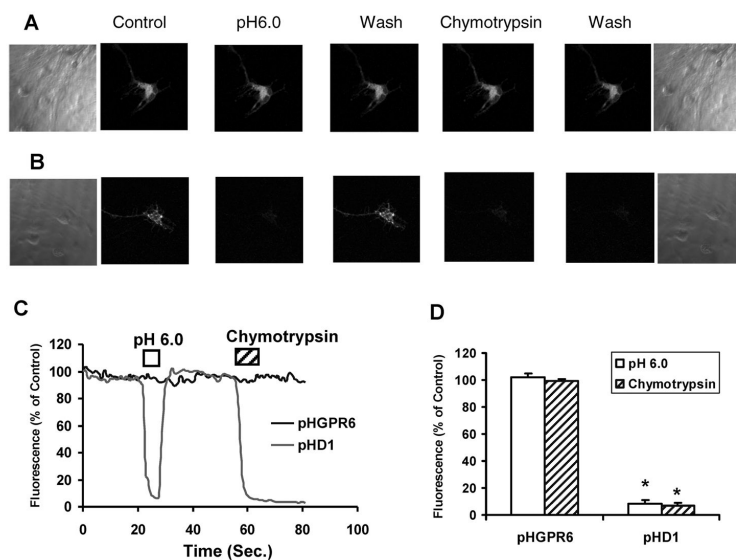 A
Control pH6.0 Wash Chymotrypsin Wash
B
C
pH 6.0 Chymotrypsin
Fluorescence (% of Control)
120
100
80
60
40
20
0
pHGPR6
pHD1
0 20 40 60 80 100
Time (Sec.)
D
Fluorescence (% of Control)
120
100
80
60
40
20
0
pH 6.0
Chymotrypsin
* *
pHGPR6 pHD1